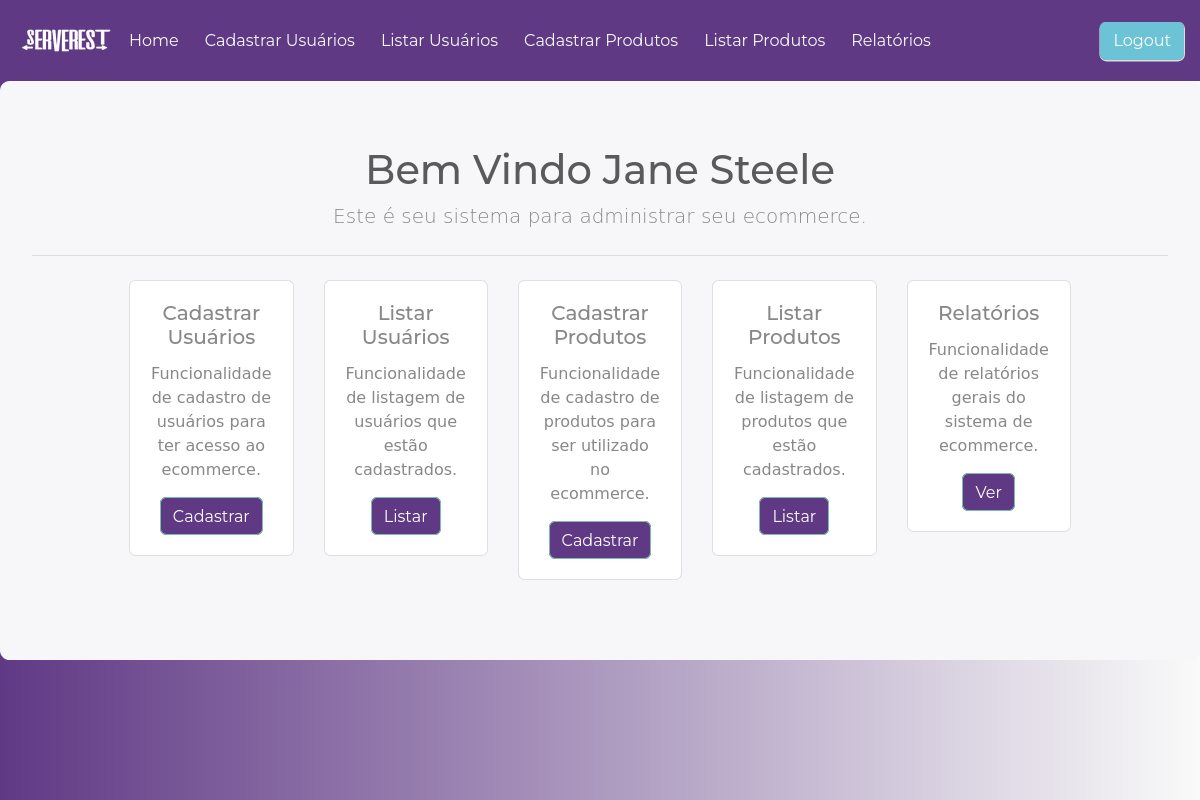 SERVEREST Home Cadastrar Usuários Listar Usuários Cadastrar Produtos Listar Produtos Relatórios Logout
Bem Vindo Jane Steele
Este é seu sistema para administrar seu ecommerce.
Cadastrar
Usuários
Funcionalidade
de cadastro de
usuários para
ter acesso ao
ecommerce.
Cadastrar
Listar
Usuários
Funcionalidade
de listagem de
usuários que
estão
cadastrados.
Listar
Cadastrar
Produtos
Funcionalidade
de cadastro de
produtos para
ser utilizado
no
ecommerce.
Cadastrar
Listar
Produtos
Funcionalidade
de listagem de
produtos que
estão
cadastrados.
Listar
Relatórios
Funcionalidade
de relatórios
gerais do
sistema de
ecommerce.
Ver